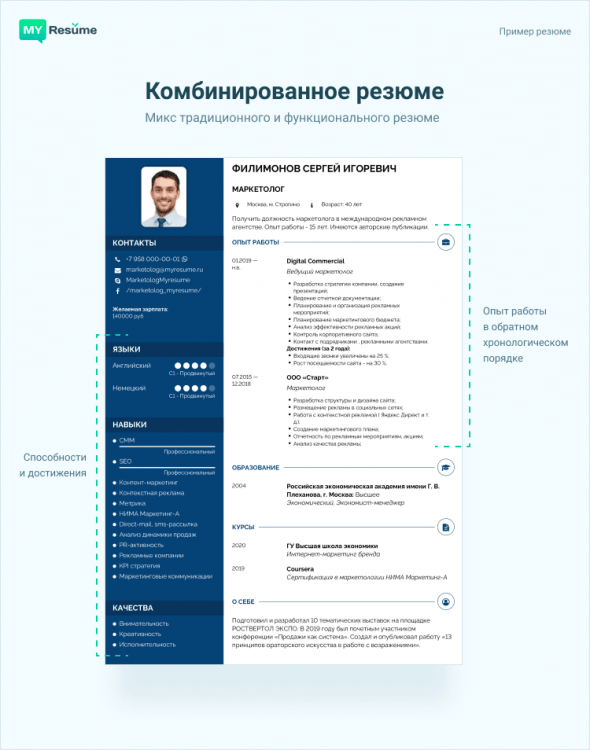 MY Resume
Пример резюме
Комбинированное резюме
Микс традиционного и функционального резюме
ФИЛИМОНОВ СЕРГЕЙ ИГОРЕВИЧ
МАРКЕТОЛОГ
Москва, м. Строгино
Возраст: 40 лет
Получить должность маркетолога в международном рекламном
агентстве. Опыт работы - 15 лет. Имеются авторские публикации.
КОНТАКТЫ
+7 958 000-00-01
marketolog@myresume.ru
MarketologMyresume
/marketolog_myresume/
Желаемая зарплата:
140000 руб
ЯЗЫКИ
Английский
C1 - Продвинутый
Немецкий
C1 - Продвинутый
НАВЫКИ
СММ
Профессиональный
SEO
Профессиональный
Контент-маркетинг
Контекстная реклама
Метрика
НИМА Маркетинг-А
Direct-mail, sms-рассылка
Анализ динамики продаж
PR-активность
Рекламные компании
KPI стратегия
Маркетинговые коммуникации
КАЧЕСТВА
Внимательность
Креативность
Исполнительность
Способности
и достижения
ОПЫТ РАБОТЫ
01.2019 —
н.в.
Digital Commercial
Ведущий маркетолог
Разработка стратегии компании, создание
презентация;
Ведение отчетной документации;
Планирование и организация рекламных
мероприятий;
Планирование маркетингового бюджета;
Анализ эффективности рекламных акций;
Контроль корпоративного сайта;
Контакт с подрядчиками , рекламными агентствами.
Достижения (за 2 года):
Входящие звонки увеличены на 25 %;
Рост посещаемости сайта - на 30 %.
07.2015 —
12.2018
ООО «Старт»
Маркетолог
Разработка структуры и дизайна сайта;
Размещение рекламы в социальных сетях;
Работа с контекстной рекламой ( Яндекс Директ и т.
д.);
Создание маркетингового плана;
Отчетность по рекламным мероприятиям, акциям;
Анализ качества рекламы;
Опыт работы
в обратном
хронологическом
порядке
ОБРАЗОВАНИЕ
2004
Российская экономическая академия имени Г. В.
Плеханова, г. Москва: Высшее
Экономический. Экономист-менеджер
КУРСЫ
2020
ГУ Высшая школа экономики
Интернет-маркетинг бренда
2019
Coursera
Сертификация в маркетологии НИМА Маркетинг-А
О СЕБЕ
Подготовил и разработал 10 тематических выставок на площадке
РОСТВЕРТОЛ ЭКСПО. В 2019 году был почетным участником
конференции «Продажи как система». Создал и опубликовал работу «13
принципов ораторского искусства в работе с возражениями».